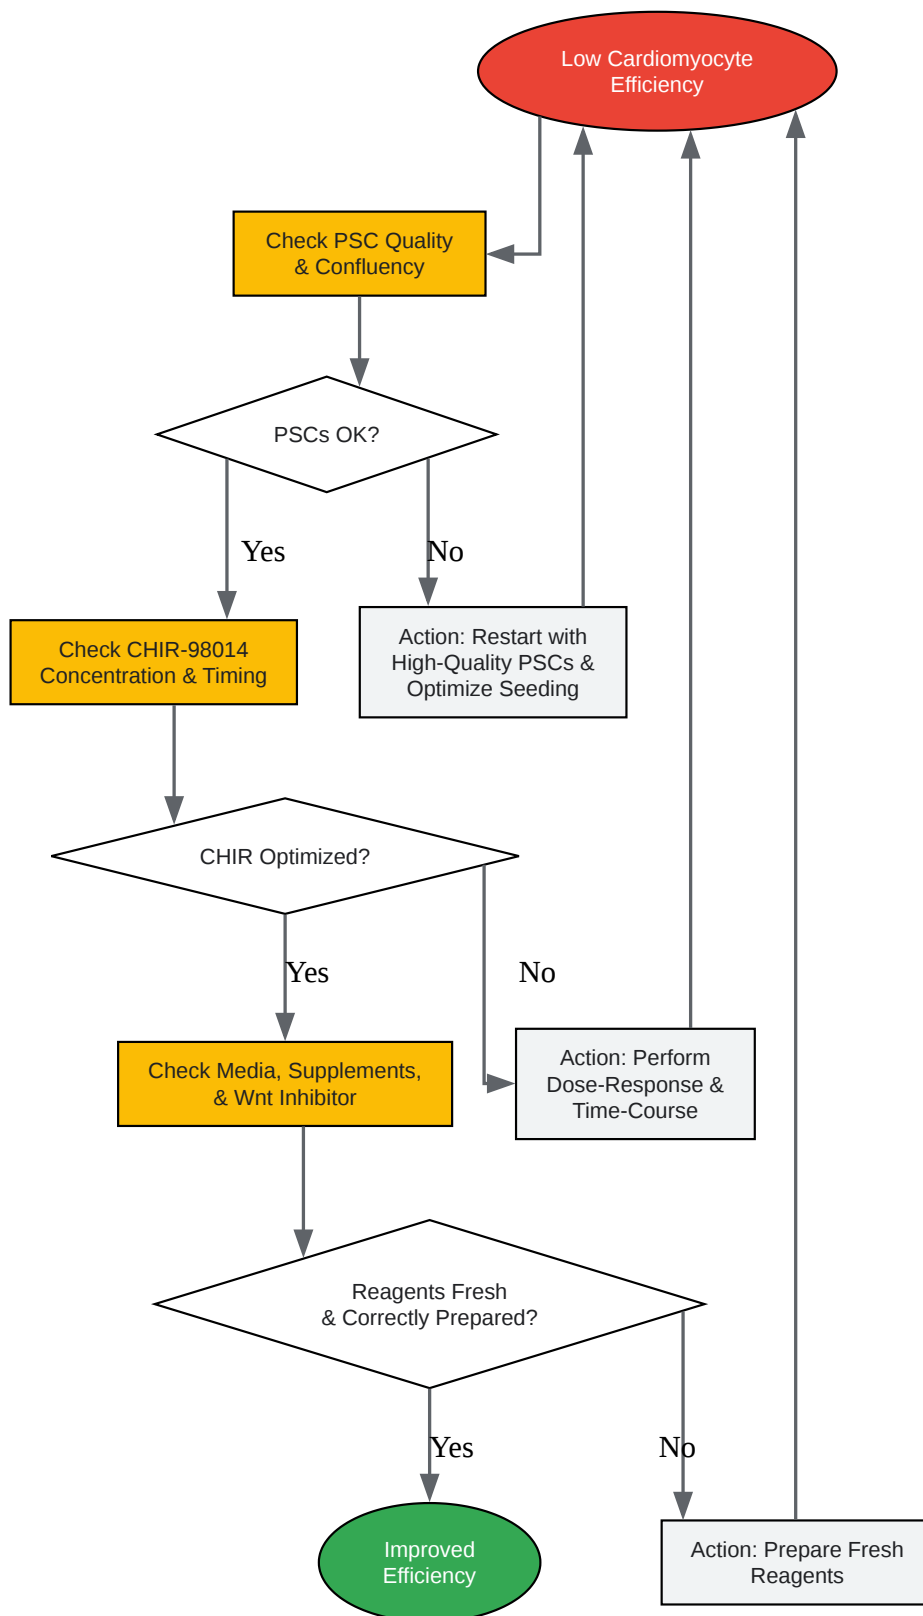 Low Cardiomyocyte
Efficiency
Check PSC Quality
& Confluency
PSCs OK?
Yes
No
Check CHIR-98014
Concentration & Timing
Action: Restart with
High-Quality PSCs &
Optimize Seeding
CHIR Optimized?
Yes
No
Check Media, Supplements,
& Wnt Inhibitor
Action: Perform
Dose-Response &
Time-Course
Reagents Fresh
& Correctly Prepared?
Yes
No
Improved
Efficiency
Action: Prepare Fresh
Reagents